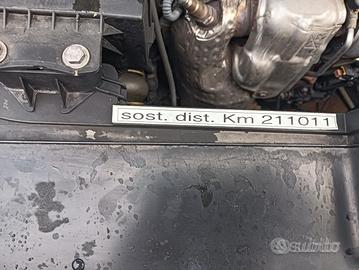 sost. dist. Km 211011
subito